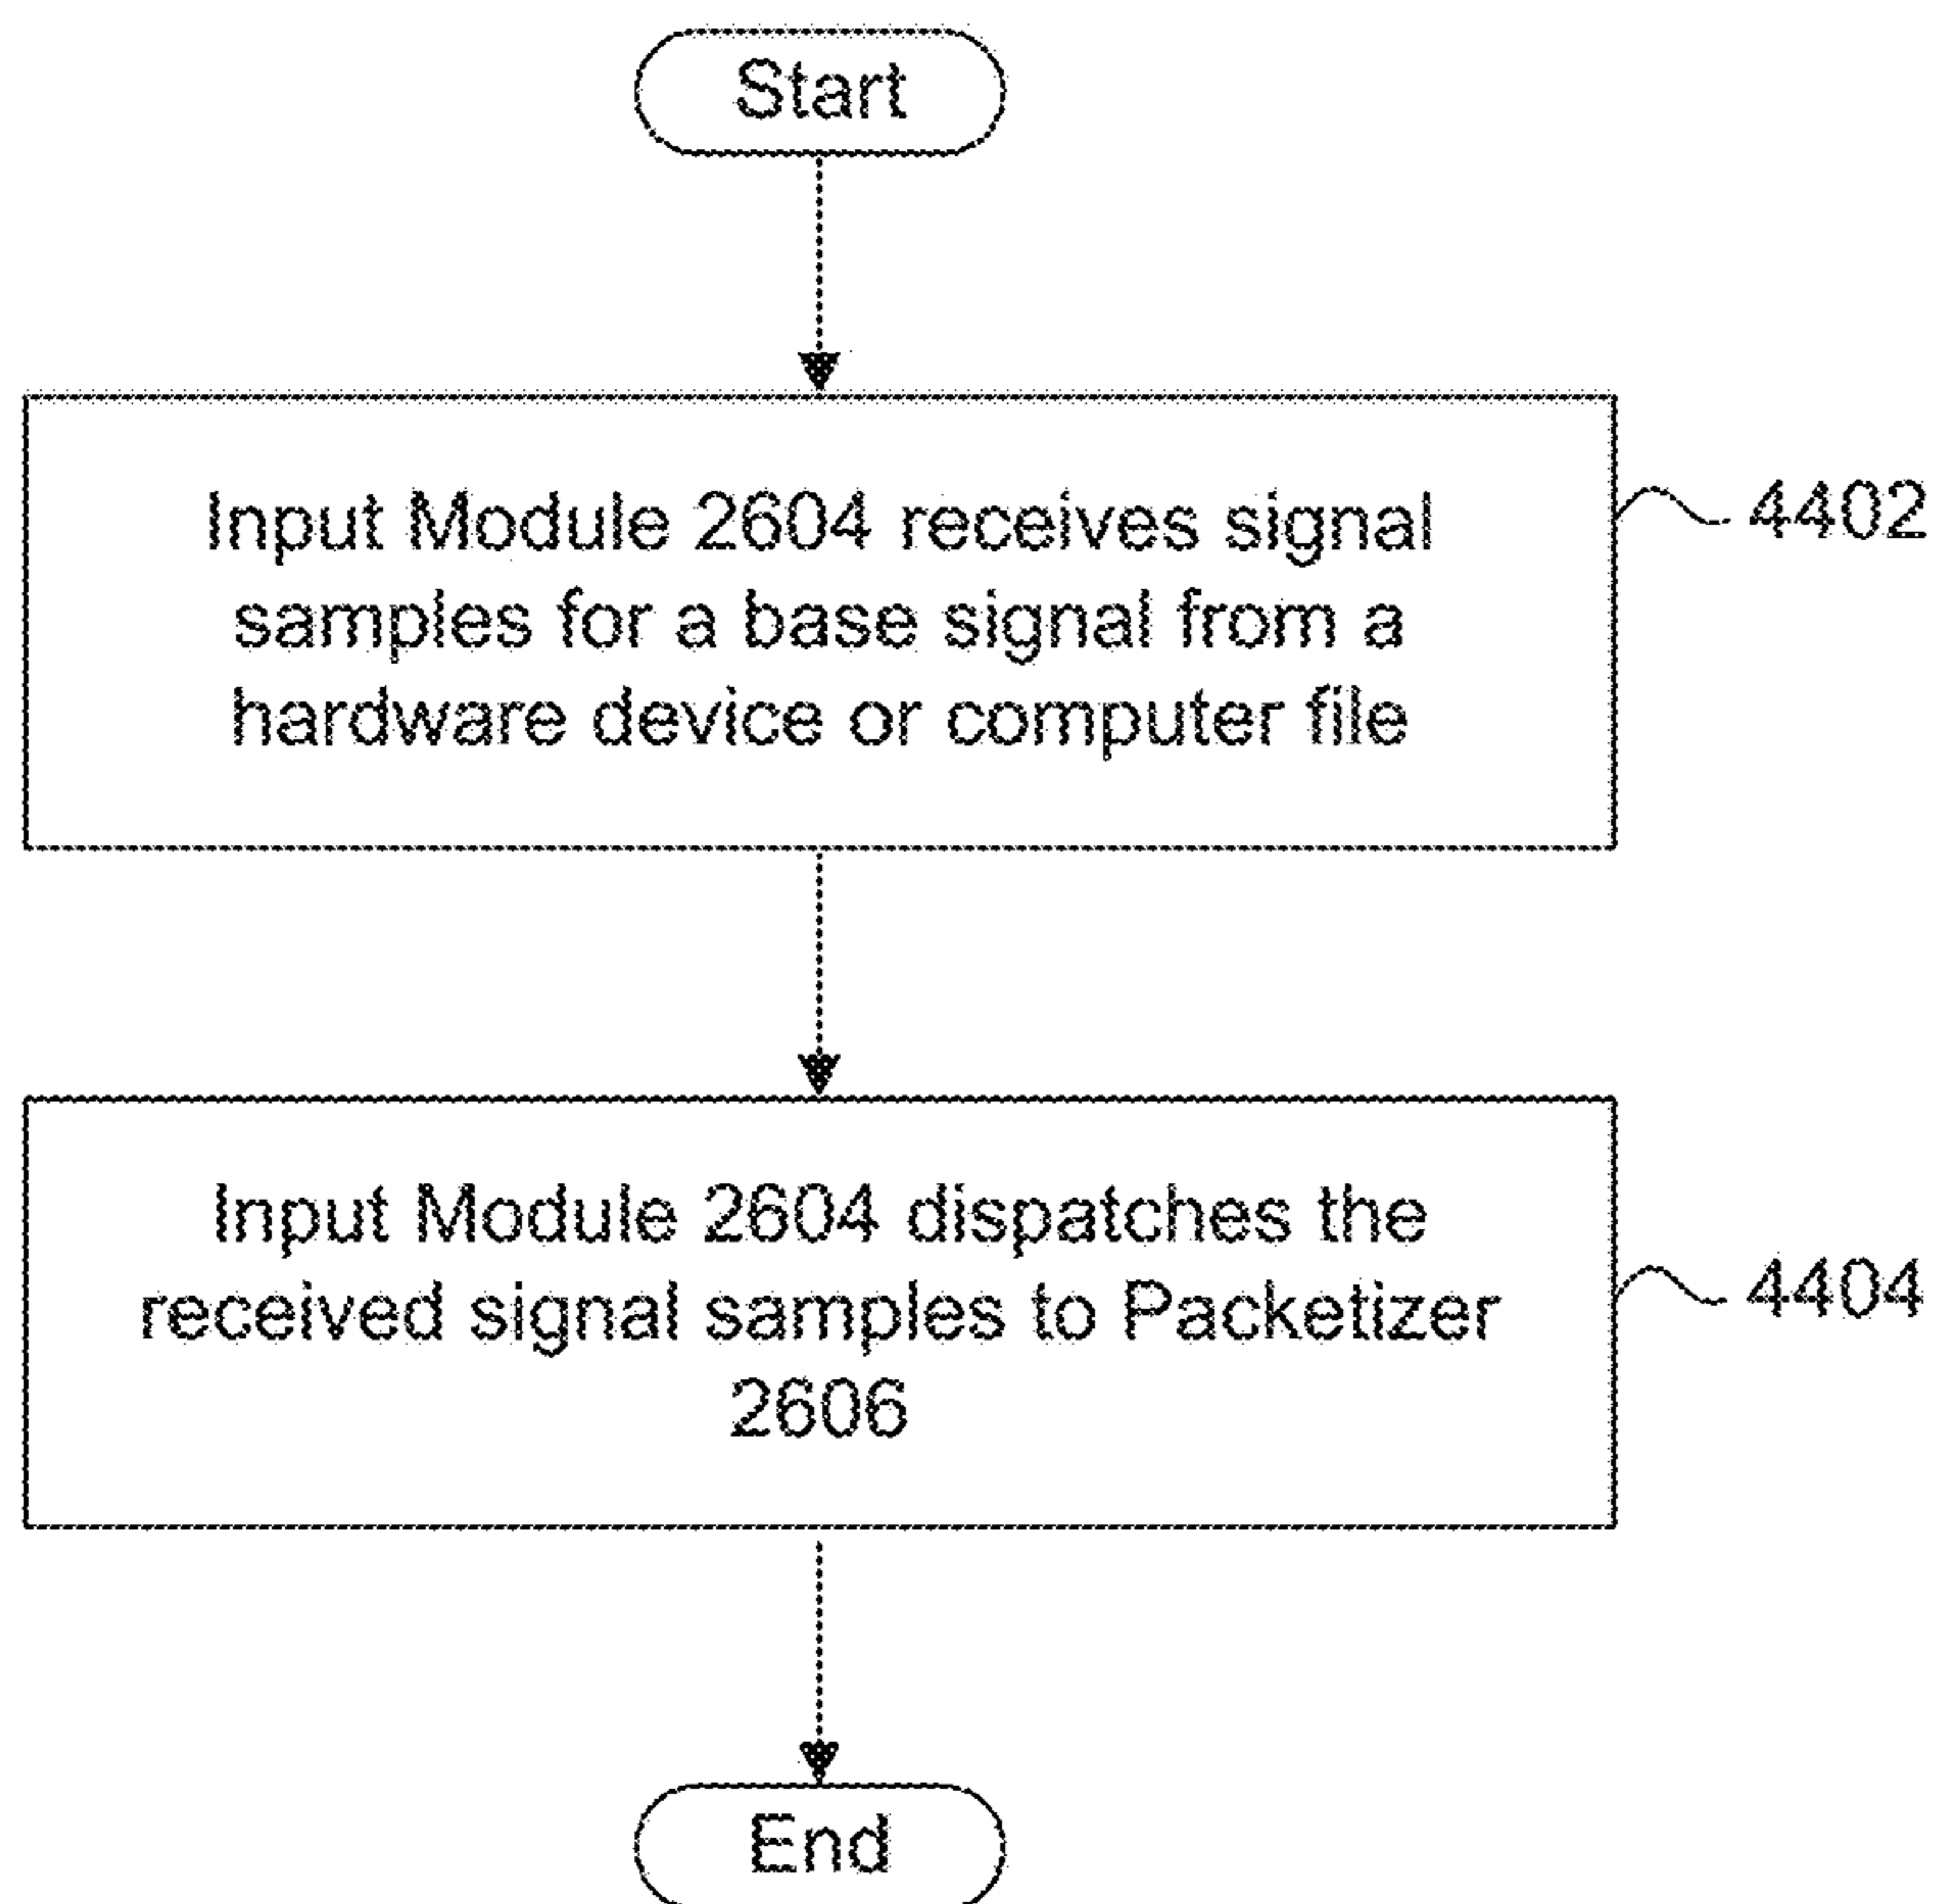 Start
Input Module 2604 receives signal
samples for a base signal from a
hardware device or computer file
4402
Input Module 2604 dispatches the
received signal samples to Packetizer
2606
4404
End